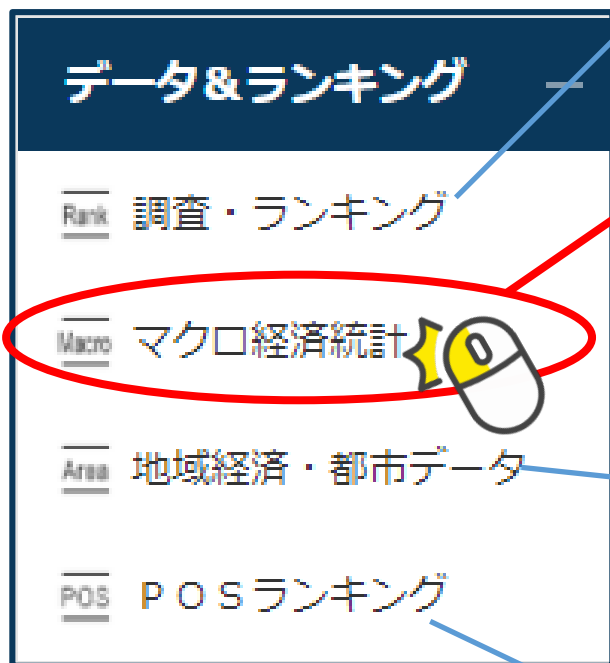 データ&ランキング
Rank 調査・ランキング
Macro マクロ経済統計
Area 地域経済・都市データ
POS ＰＯＳランキング